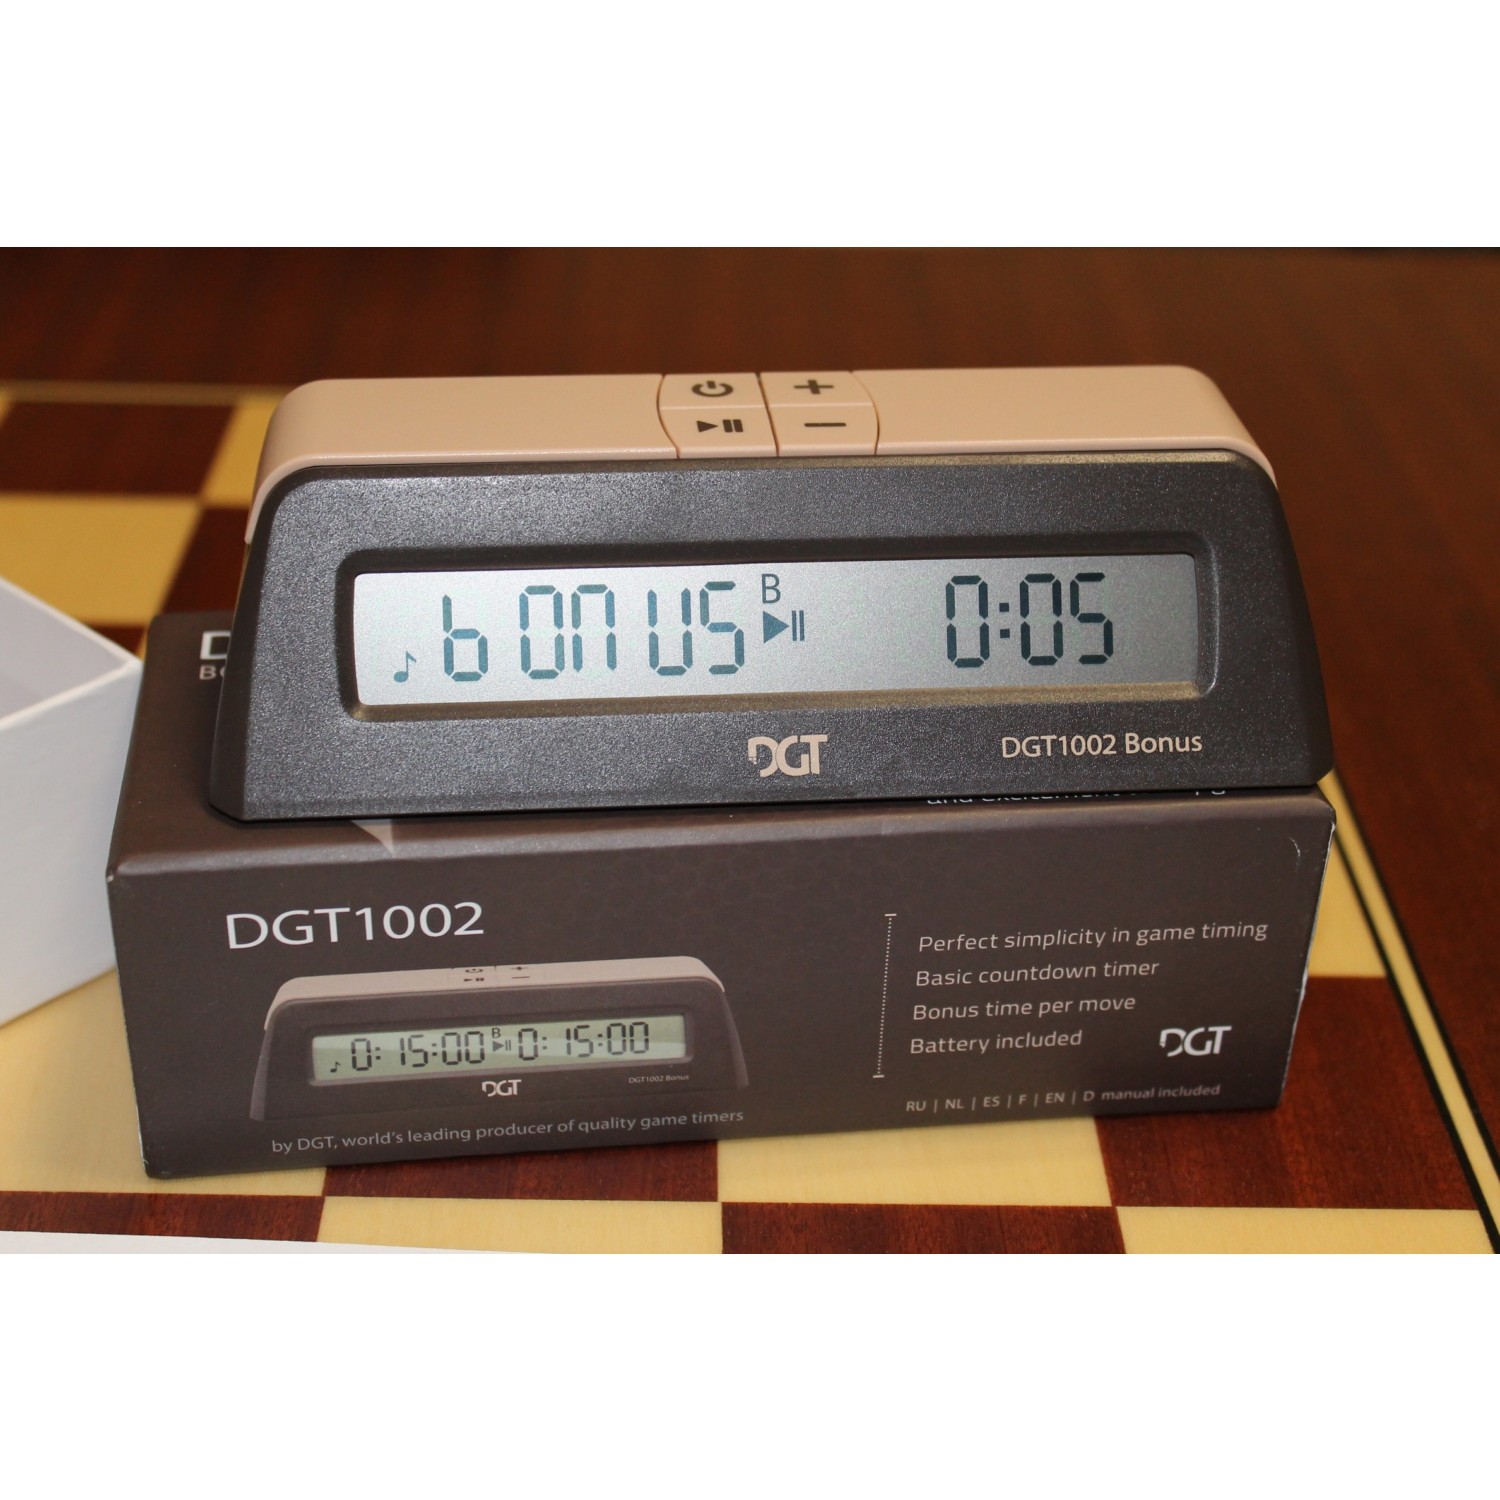 bonus B 0:05
DGT
DGT1002 Bonus
DGT1002
0:15:00 B 0:15:00
DGT
DGT1002 Bonus
by DGT, world's leading producer of quality game timers
Perfect simplicity in game timing
Basic countdown timer
Bonus time per move
Battery included
DGT
RU | NL | ES | F | EN | D manual included